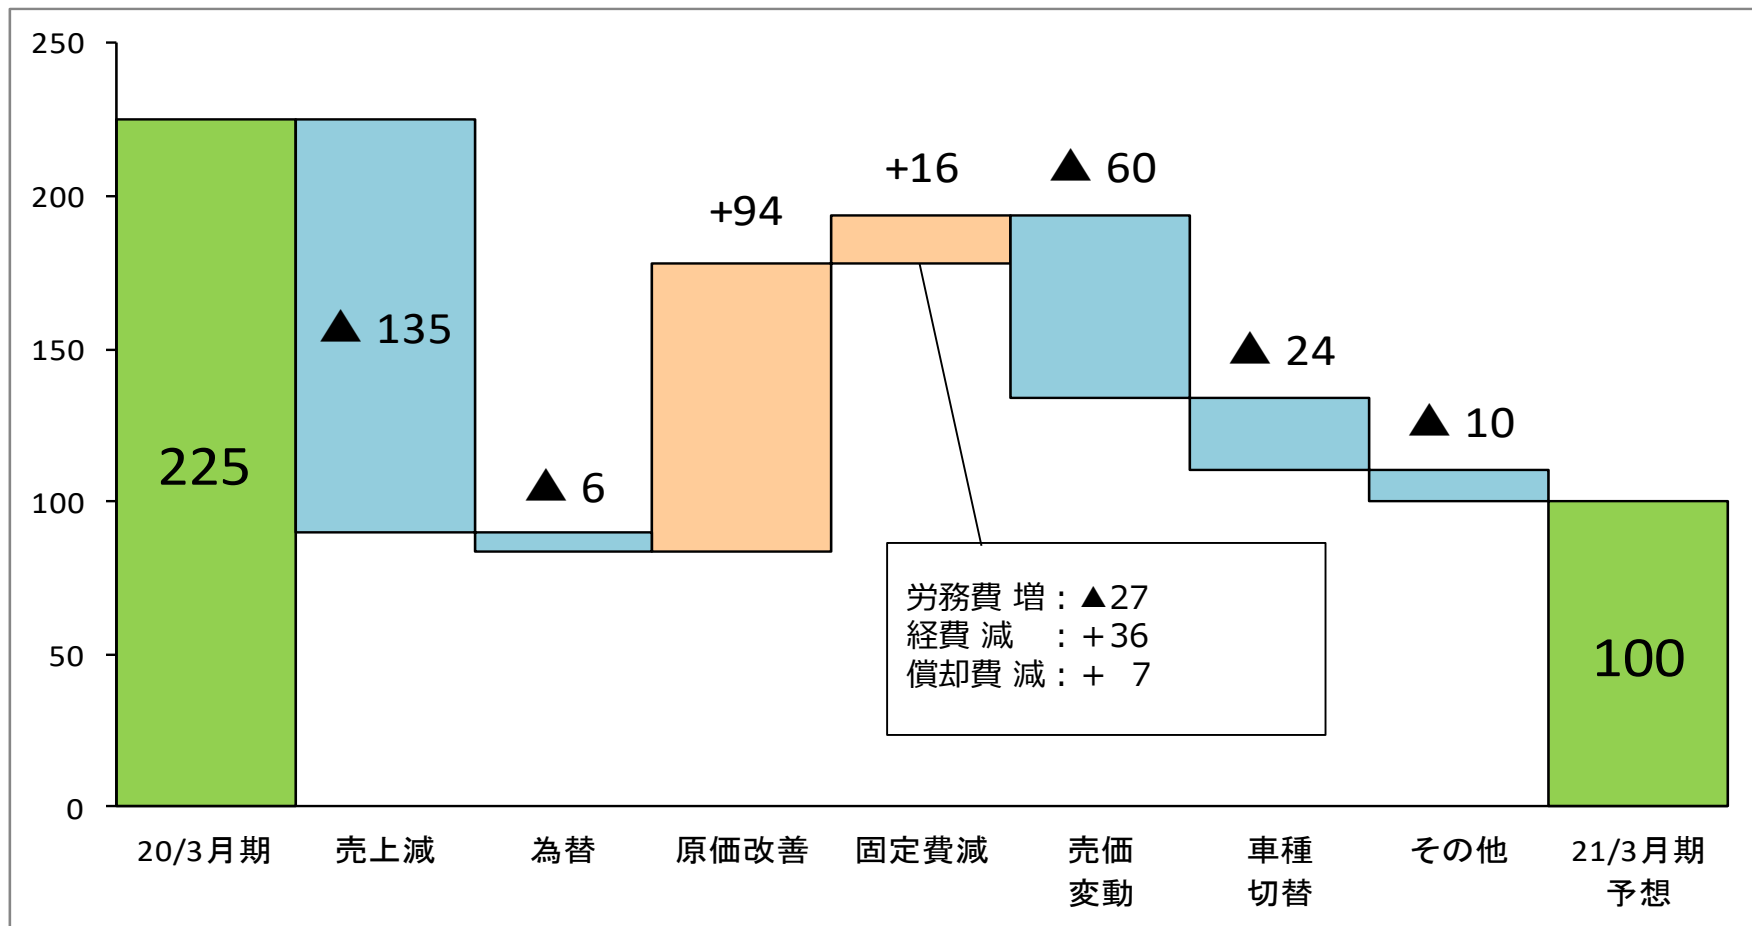 250
200
150
100
50
0
225
▲ 135
▲ 6
+94
+16
▲ 60
▲ 24
▲ 10
100
労務費 増 : ▲27
経費 減 : +36
償却費 減 : + 7
20/3月期
売上減
為替
原価改善
固定費減
売価
変動
車種
切替
その他
21/3月期
予想